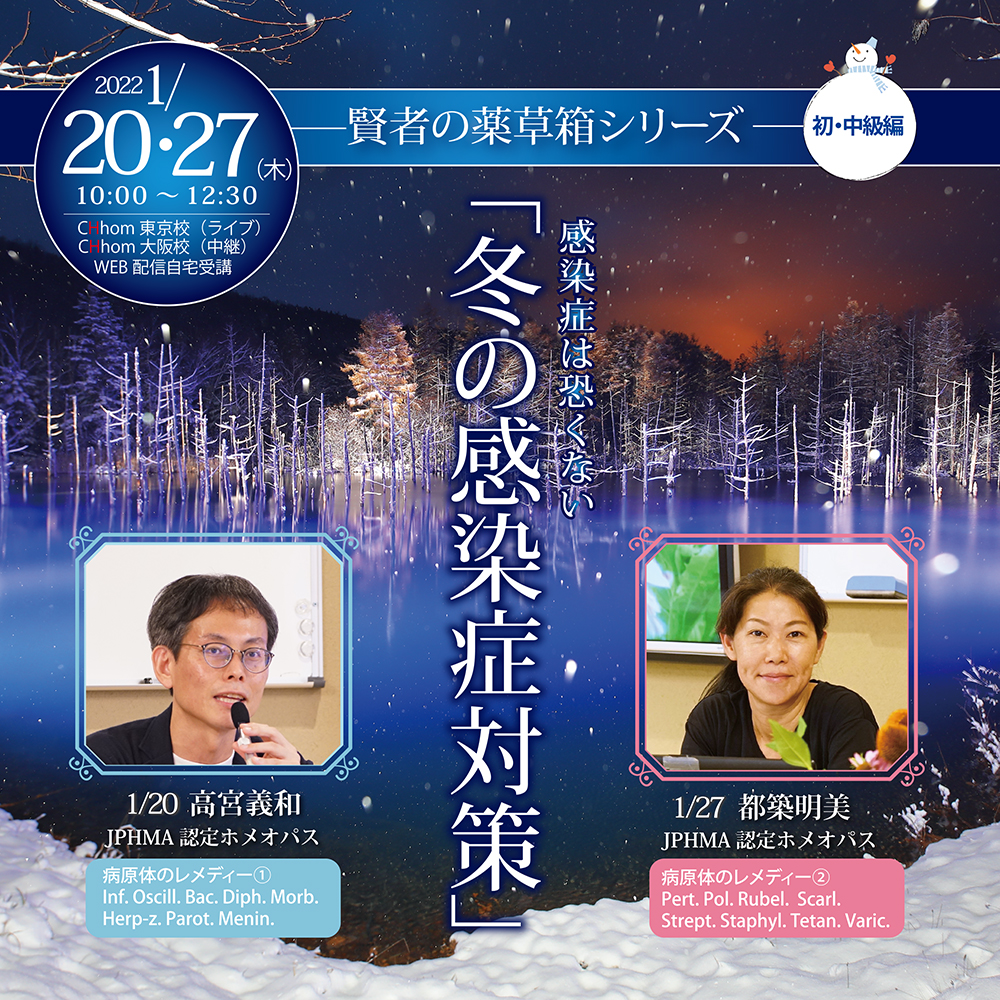 2022 1/
20・27(木)
10:00 ～ 12:30
CHhom 東京校（ライブ）
CHhom 大阪校（中継）
WEB 配信自宅受講
賢者の薬草箱シリーズ
初・中級編
感染症は恐くない
「冬の感染症対策」
1/20 高宮義和
JPHMA 認定ホメオパス
病原体のレメディー①
Inf. Oscill. Bac. Diph. Morb.
Herp-z. Parot. Menin.
1/27 都築明美
JPHMA 認定ホメオパス
病原体のレメディー②
Pert. Pol. Rubel. Scarl.
Strept. Staphyl. Tetan. Varic.